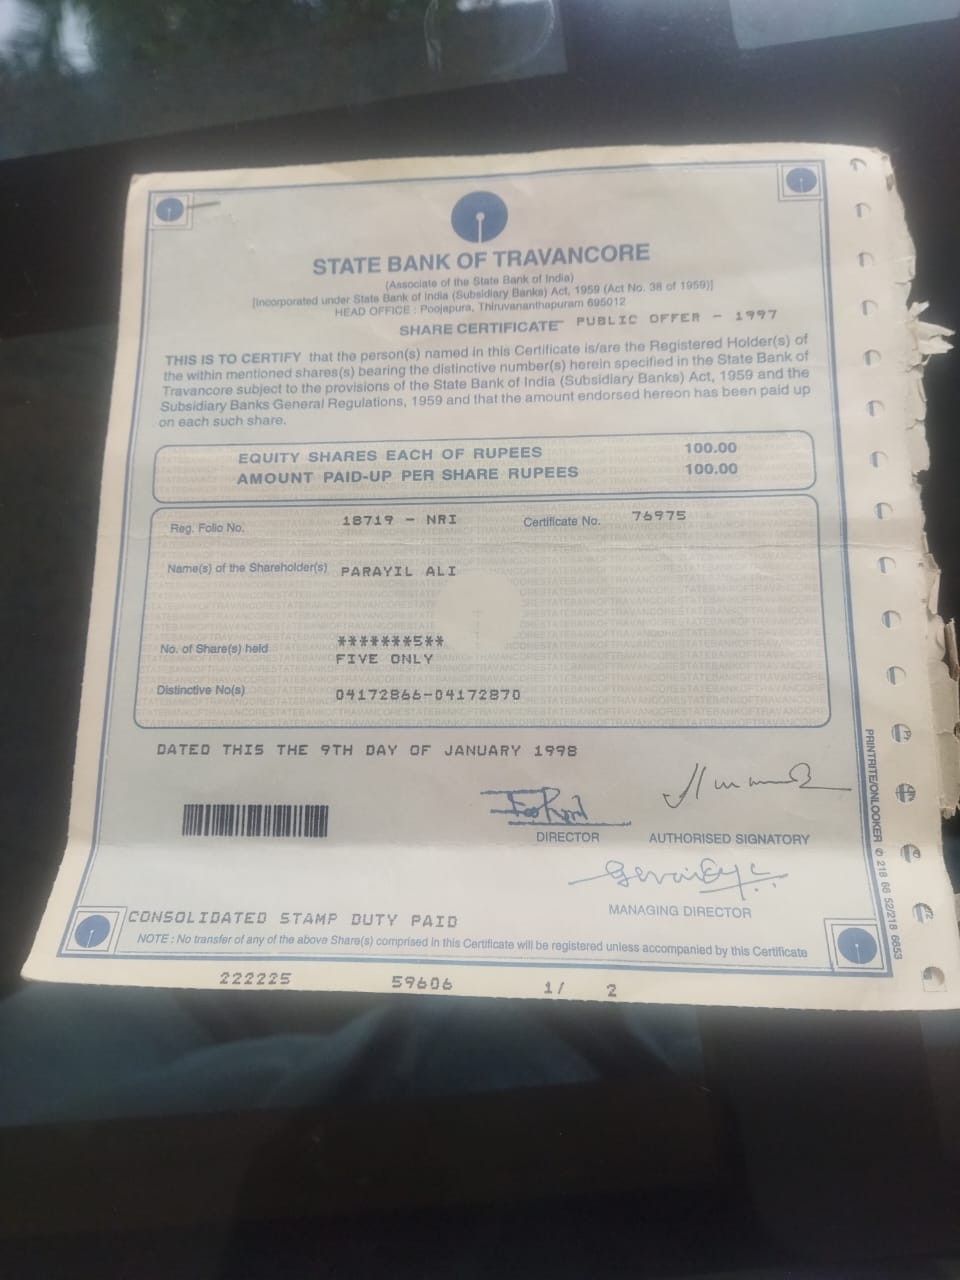 STATE BANK OF TRAVANCORE
(Associate of the State Bank of India)
[Incorporated under State Bank of India (Subsidiary Banks) Act, 1959 (Act No. 38 of 1959)]
HEAD OFFICE : Poojapura, Thiruvananthapuram 695012
SHARE CERTIFICATE PUBLIC OFFER - 1997
THIS IS TO CERTIFY that the person(s) named in this Certificate is/are the Registered Holder(s) of
the within mentioned shares(s) bearing the distinctive number(s) herein specified in the State Bank of
Travancore subject to the provisions of the State Bank of India (Subsidiary Banks) Act, 1959 and the
Subsidiary Banks General Regulations, 1959 and that the amount endorsed hereon has been paid up
on each such share.
EQUITY SHARES EACH OF RUPEES 100.00
AMOUNT PAID-UP PER SHARE RUPEES 100.00
Reg. Folio No. 18719 - NRI Certificate No. 76975
Name(s) of the Shareholder(s) PARAYIL ALI
No. of Share(s) held *******5**
FIVE ONLY
Distinctive No(s) 04172866-04172870
DATED THIS THE 9TH DAY OF JANUARY 1998
DIRECTOR AUTHORISED SIGNATORY
MANAGING DIRECTOR
CONSOLIDATED STAMP DUTY PAID
NOTE : No transfer of any of the above Share(s) comprised in this Certificate will be registered unless accompanied by this Certificate
222225 59606 1/ 2
PRINTRITE/ONLOOKER © 218 66 52/218 6653